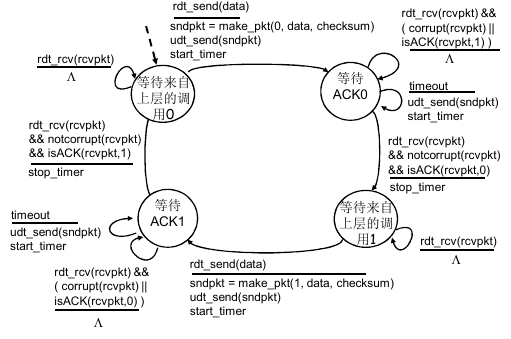 rdt_send(data)
sndpkt = make_pkt(0, data, checksum)
udt_send(sndpkt)
start_timer
rdt_rcv(rcvpkt) &&
( corrupt(rcvpkt) ||
isACK(rcvpkt,1) )
Λ
rdt_rcv(rcvpkt)
Λ
等待来自
上层的调
用0
等待
ACK0
timeout
udt_send(sndpkt)
start_timer
rdt_rcv(rcvpkt)
&& notcorrupt(rcvpkt)
&& isACK(rcvpkt,1)
stop_timer
rdt_rcv(rcvpkt)
&& notcorrupt(rcvpkt)
&& isACK(rcvpkt,0)
stop_timer
等待
ACK1
等待来自
上层的调
用1
timeout
udt_send(sndpkt)
start_timer
rdt_rcv(rcvpkt)
Λ
rdt_rcv(rcvpkt) &&
( corrupt(rcvpkt) ||
isACK(rcvpkt,0) )
Λ
rdt_send(data)
sndpkt = make_pkt(1, data, checksum)
udt_send(sndpkt)
start_timer